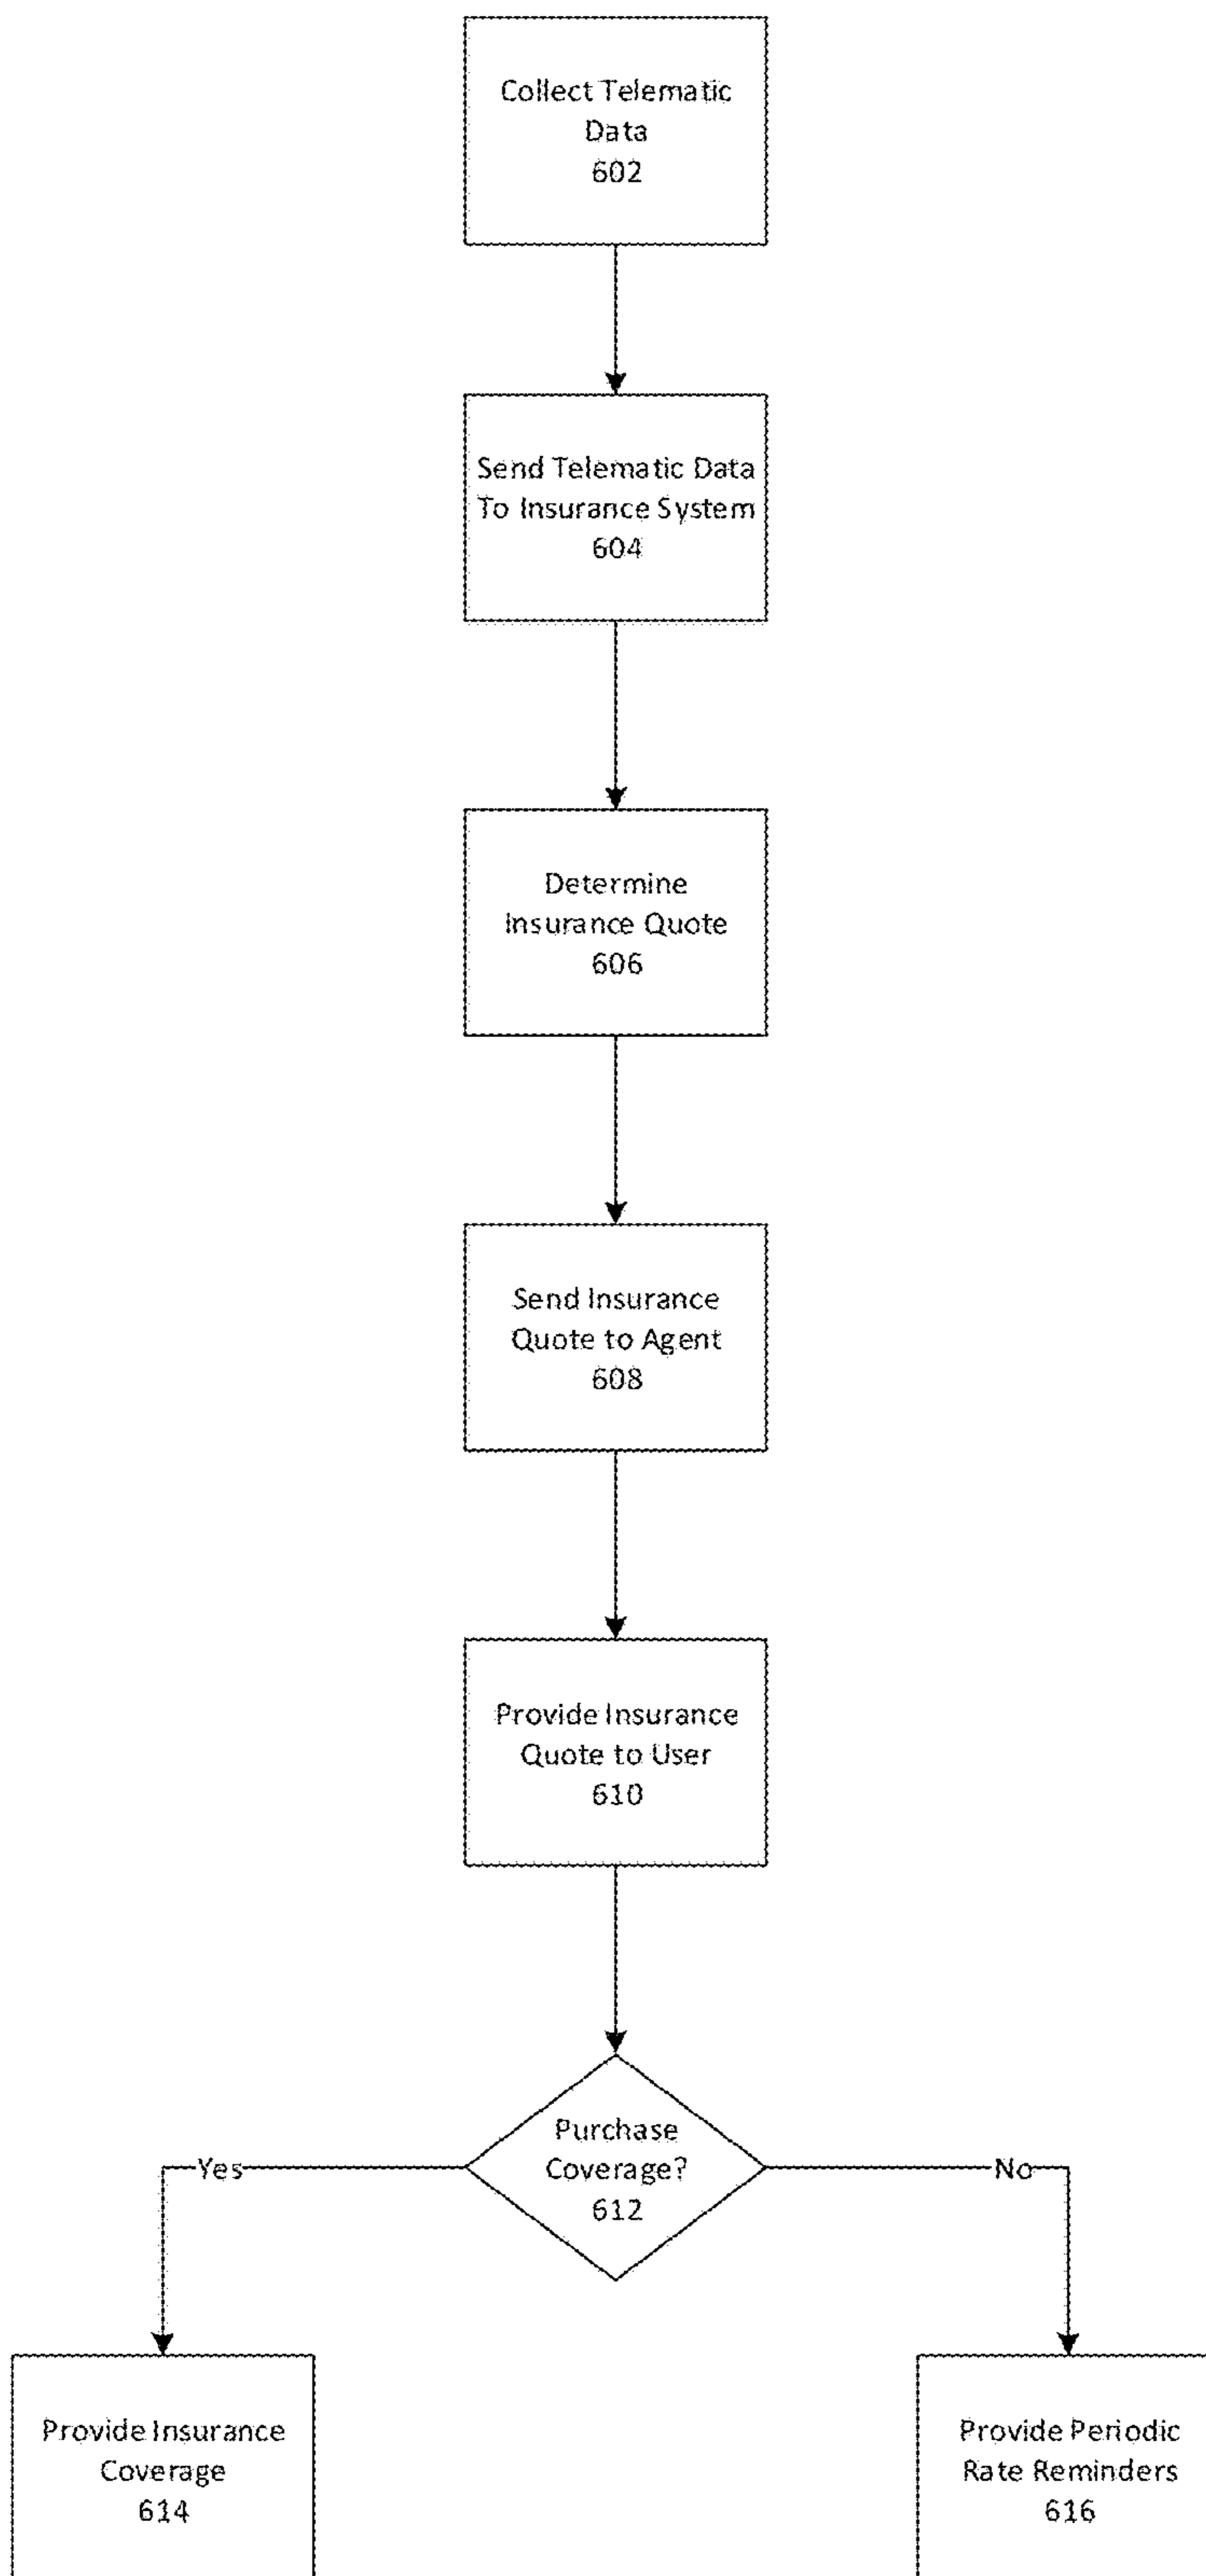 Collect Telematic
Data
602
Send Telematic Data
To Insurance System
604
Determine
Insurance Quote
606
Send Insurance
Quote to Agent
608
Provide Insurance
Quote to User
610
Purchase
Coverage?
612
Yes
No
Provide Insurance
Coverage
614
Provide Periodic
Rate Reminders
616